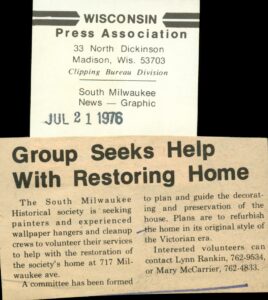 WISCONSIN
Press Association
33 North Dickinson
Madison, Wis. 53703
Clipping Bureau Division
South Milwaukee
News — Graphic
JUL 21 1976
Group Seeks Help
With Restoring Home
The South Milwaukee
Historical society is seeking
painters and experienced
wallpaper hangers and cleanup
crews to volunteer their services
to help with the restoration of
the society's home at 717 Mil-
waukee ave.
A committee has been formed
to plan and guide the decorat-
ing and preservation of the
house. Plans are to refurbish
the home in its original style of
the Victorian era.
Interested volunteers can
contact Lynn Rankin, 762-9534,
or Mary McCarrier, 762-4833.